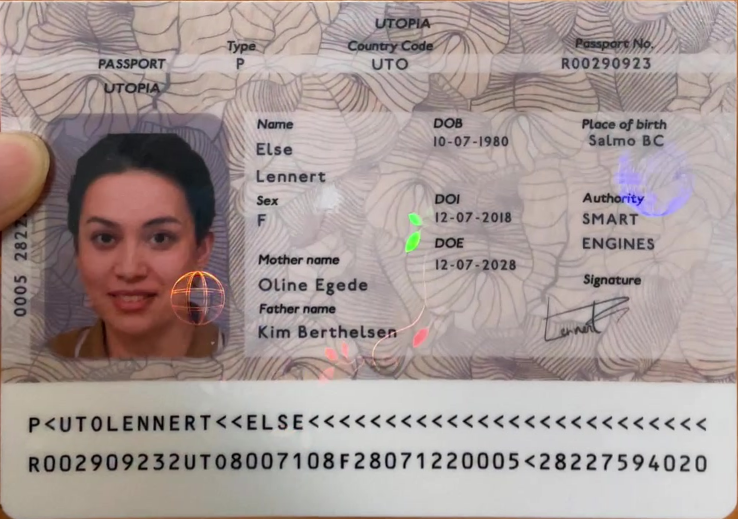 UTOPIA
Type Country Code Passport No.
PASSPORT P UTO R00290923
UTOPIA
Name DOB Place of birth
Else 10-07-1980 Salmo BC
Lennert
Sex DOI Authority
F 12-07-2018 SMART
DOE ENGINES
Mother name 12-07-2028
Oline Egede Signature
Father name
Kim Berthelsen Lennert
0005 2822
P<UTOLENNERT<<ELSE<<<<<<<<<<<<<<<<<<<<<<<<<<
R002909232UTO8007108F28071220005<28227594020